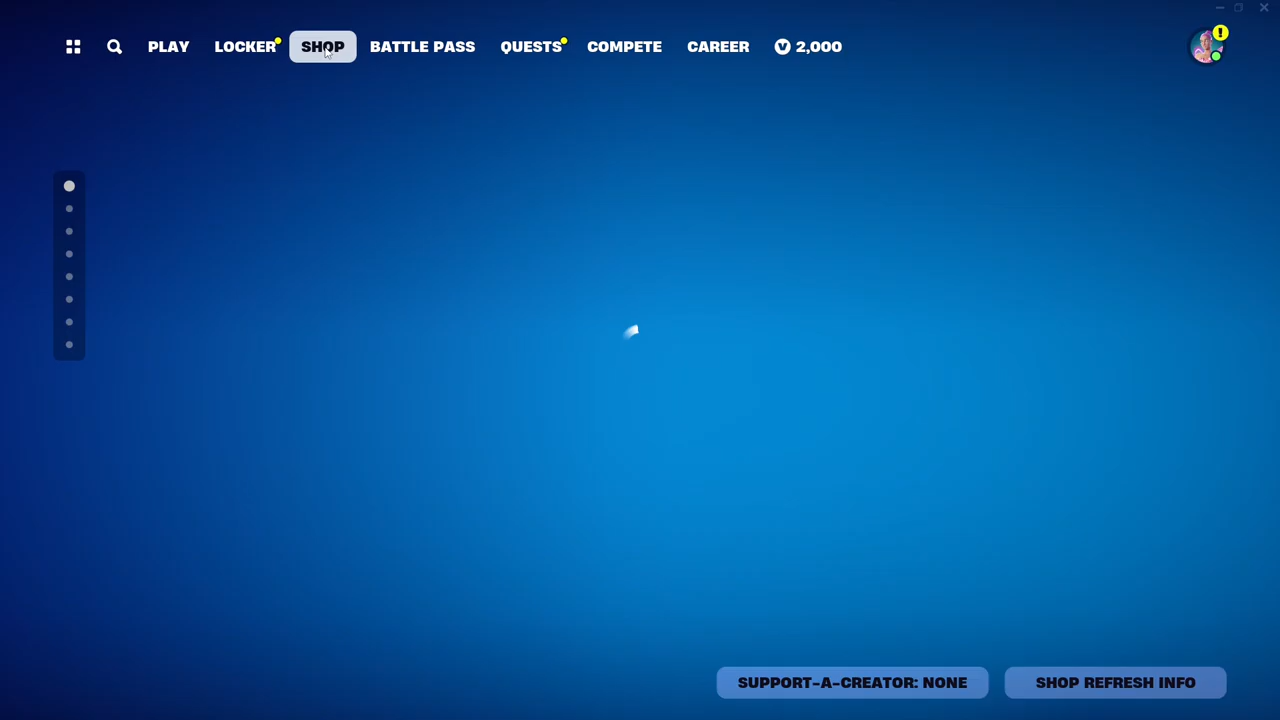 PLAY LOCKER SHOP BATTLE PASS QUESTS COMPETE CAREER V 2,000
!
SUPPORT-A-CREATOR: NONE SHOP REFRESH INFO